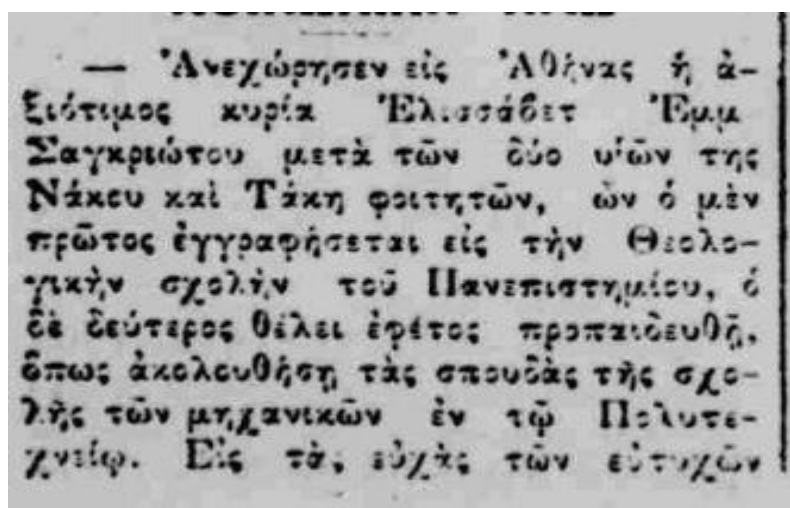 — Ἀνεχώρησεν εἰς Ἀθήνας ἡ ἀ-
ξιότιμος κυρία Ἐλισσάβετ Ἐμμ
Σαγκριώτου μετὰ τῶν δύο υἱῶν της
Νάκου καὶ Τάκη φοιτητῶν, ὧν ὁ μὲν
πρῶτος ἐγγραφήσεται εἰς τὴν Θεολο-
γικὴν σχολὴν τοῦ Πανεπιστημίου, ὁ
δὲ δεύτερος θέλει ἐφέτος προπαιδευθῇ,
ὅπως ἀκολουθήσῃ τὰς σπουδὰς τῆς σχο-
λῆς τῶν μηχανικῶν ἐν τῷ Πολυτε-
χνείῳ. Εἰς τὰς εὐχὰς τῶν εὐτυχῶν